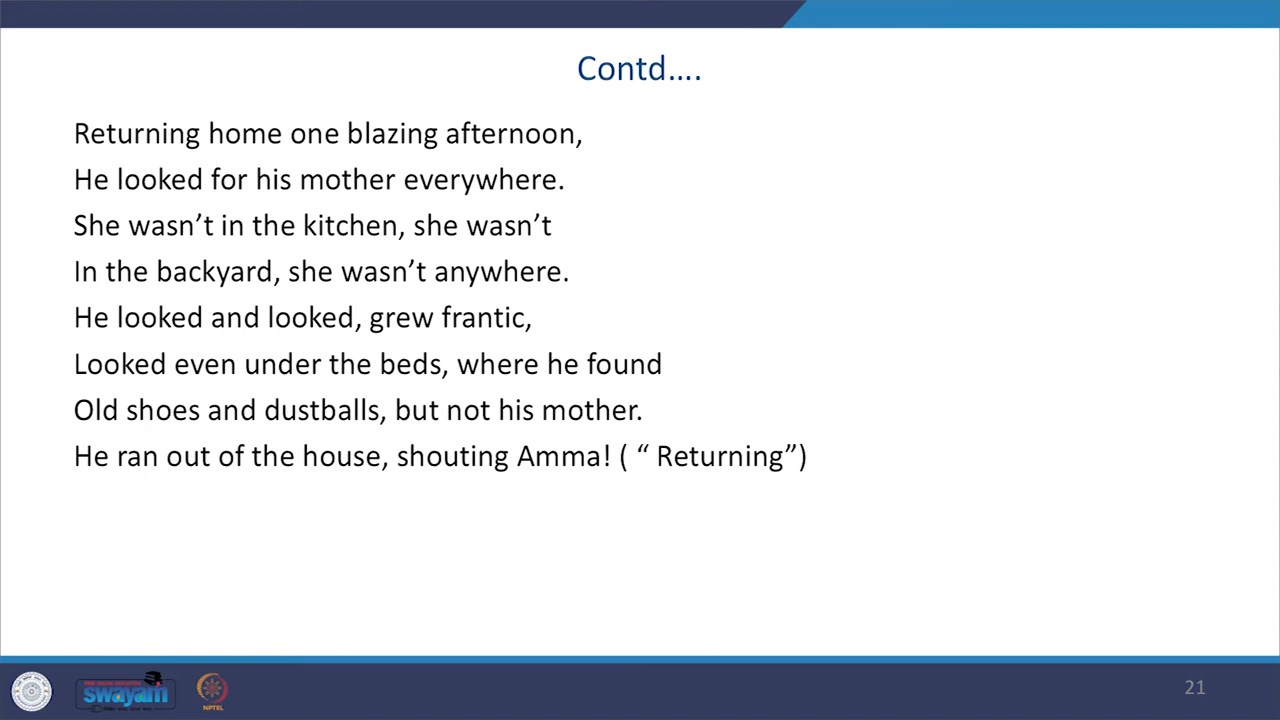 Contd....
Returning home one blazing afternoon,
He looked for his mother everywhere.
She wasn’t in the kitchen, she wasn’t
In the backyard, she wasn’t anywhere.
He looked and looked, grew frantic,
Looked even under the beds, where he found
Old shoes and dustballs, but not his mother.
He ran out of the house, shouting Amma! ( “ Returning”)
swayam
NPTEL
21